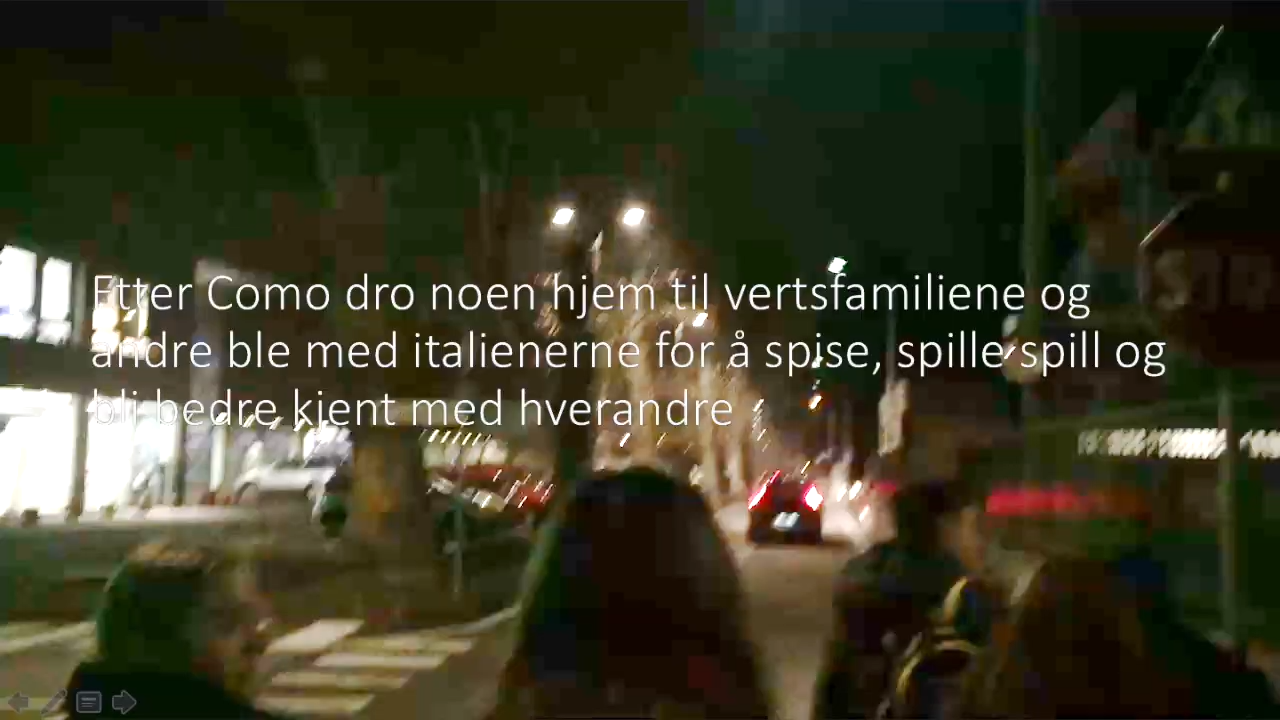 Etter Como dro noen hjem til vertsfamiliene og
andre ble med italienerne for å spise, spille spill og
bli bedre kjent med hverandre